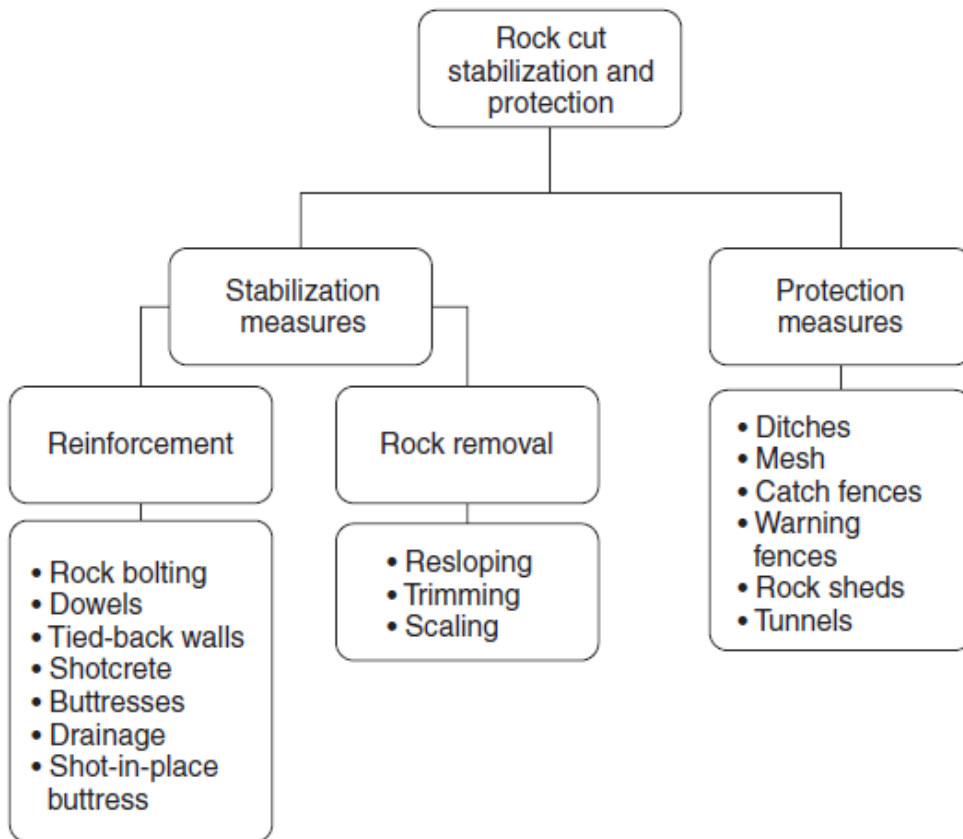 Rock cut
stabilization and
protection
Stabilization
measures
Protection
measures
Reinforcement
Rock removal
• Rock bolting
• Dowels
• Tied-back walls
• Shotcrete
• Buttresses
• Drainage
• Shot-in-place
buttress
• Resloping
• Trimming
• Scaling
• Ditches
• Mesh
• Catch fences
• Warning
fences
• Rock sheds
• Tunnels